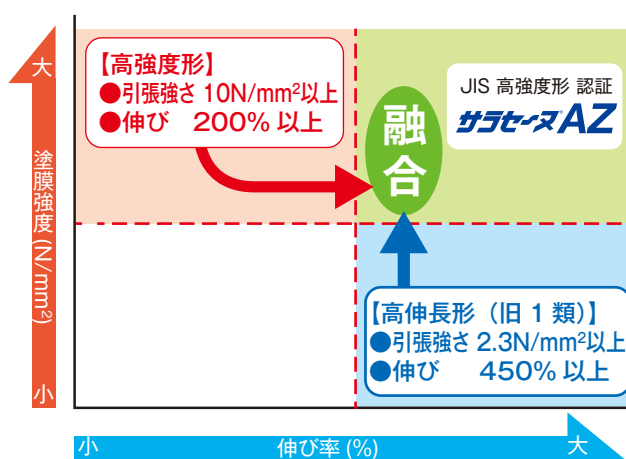 大
塗膜強度(N/mm²)
小
【高強度形】
●引張強さ 10N/mm²以上
●伸び 200% 以上
融合
JIS 高強度形 認証
サラセーヌAZ
【高伸長形（旧 1 類）】
●引張強さ 2.3N/mm²以上
●伸び 450% 以上
小 伸び率(%) 大